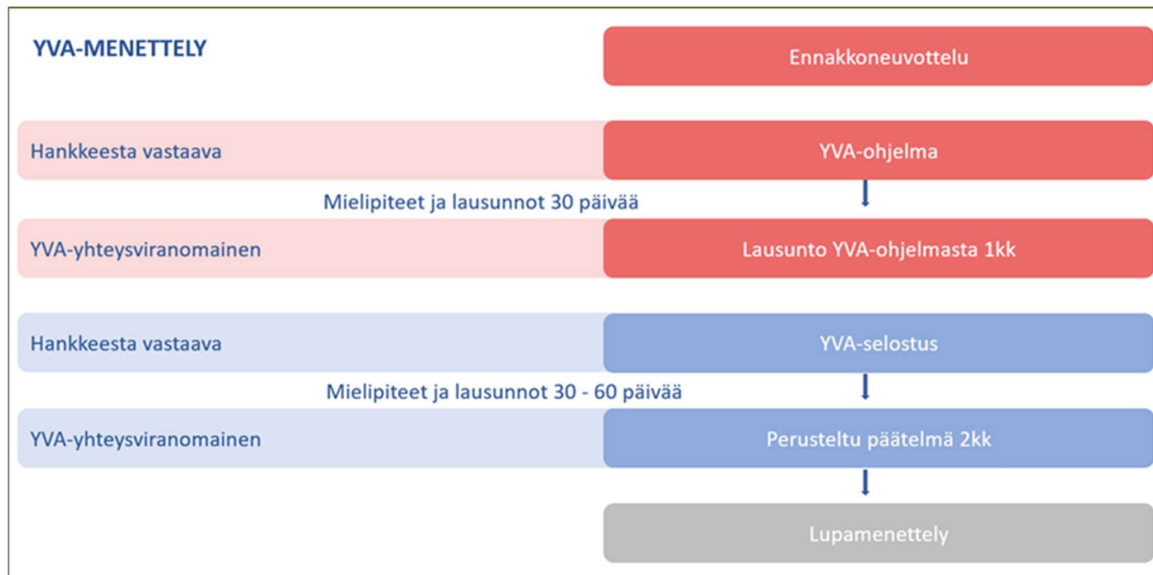 YVA-MENETTELY
Ennakkoneuvottelu
Hankkeesta vastaava
YVA-ohjelma
Mielipiteet ja lausunnot 30 päivää
YVA-yhteysviranomainen
Lausunto YVA-ohjelmasta 1kk
Hankkeesta vastaava
YVA-selostus
Mielipiteet ja lausunnot 30 - 60 päivää
YVA-yhteysviranomainen
Perusteltu päätelmä 2kk
Lupamenettely